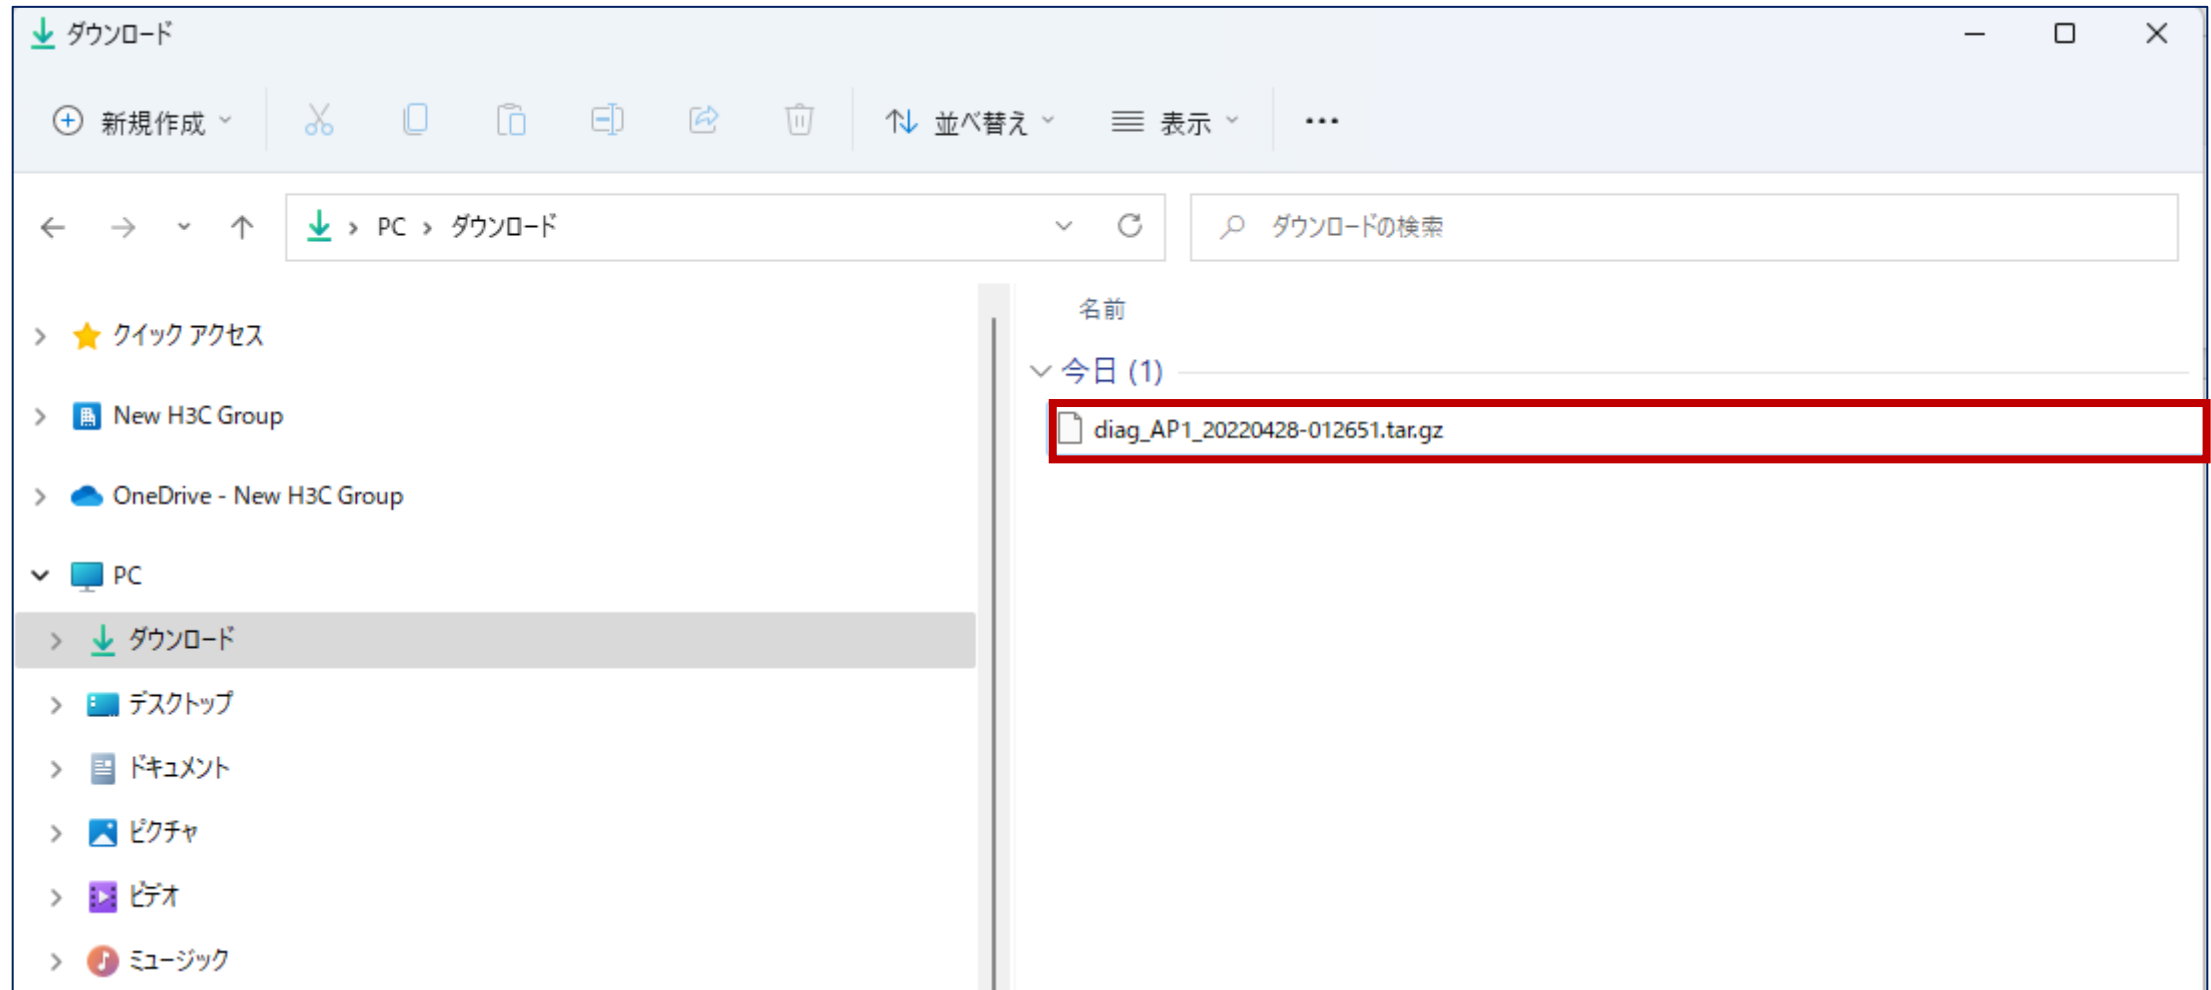 ダウンロード
新規作成 並べ替え 表示
PC › ダウンロード ダウンロードの検索
クイック アクセス
New H3C Group
OneDrive - New H3C Group
PC
ダウンロード
デスクトップ
ドキュメント
ピクチャ
ビデオ
ミュージック
名前
今日 (1)
diag_AP1_20220428-012651.tar.gz